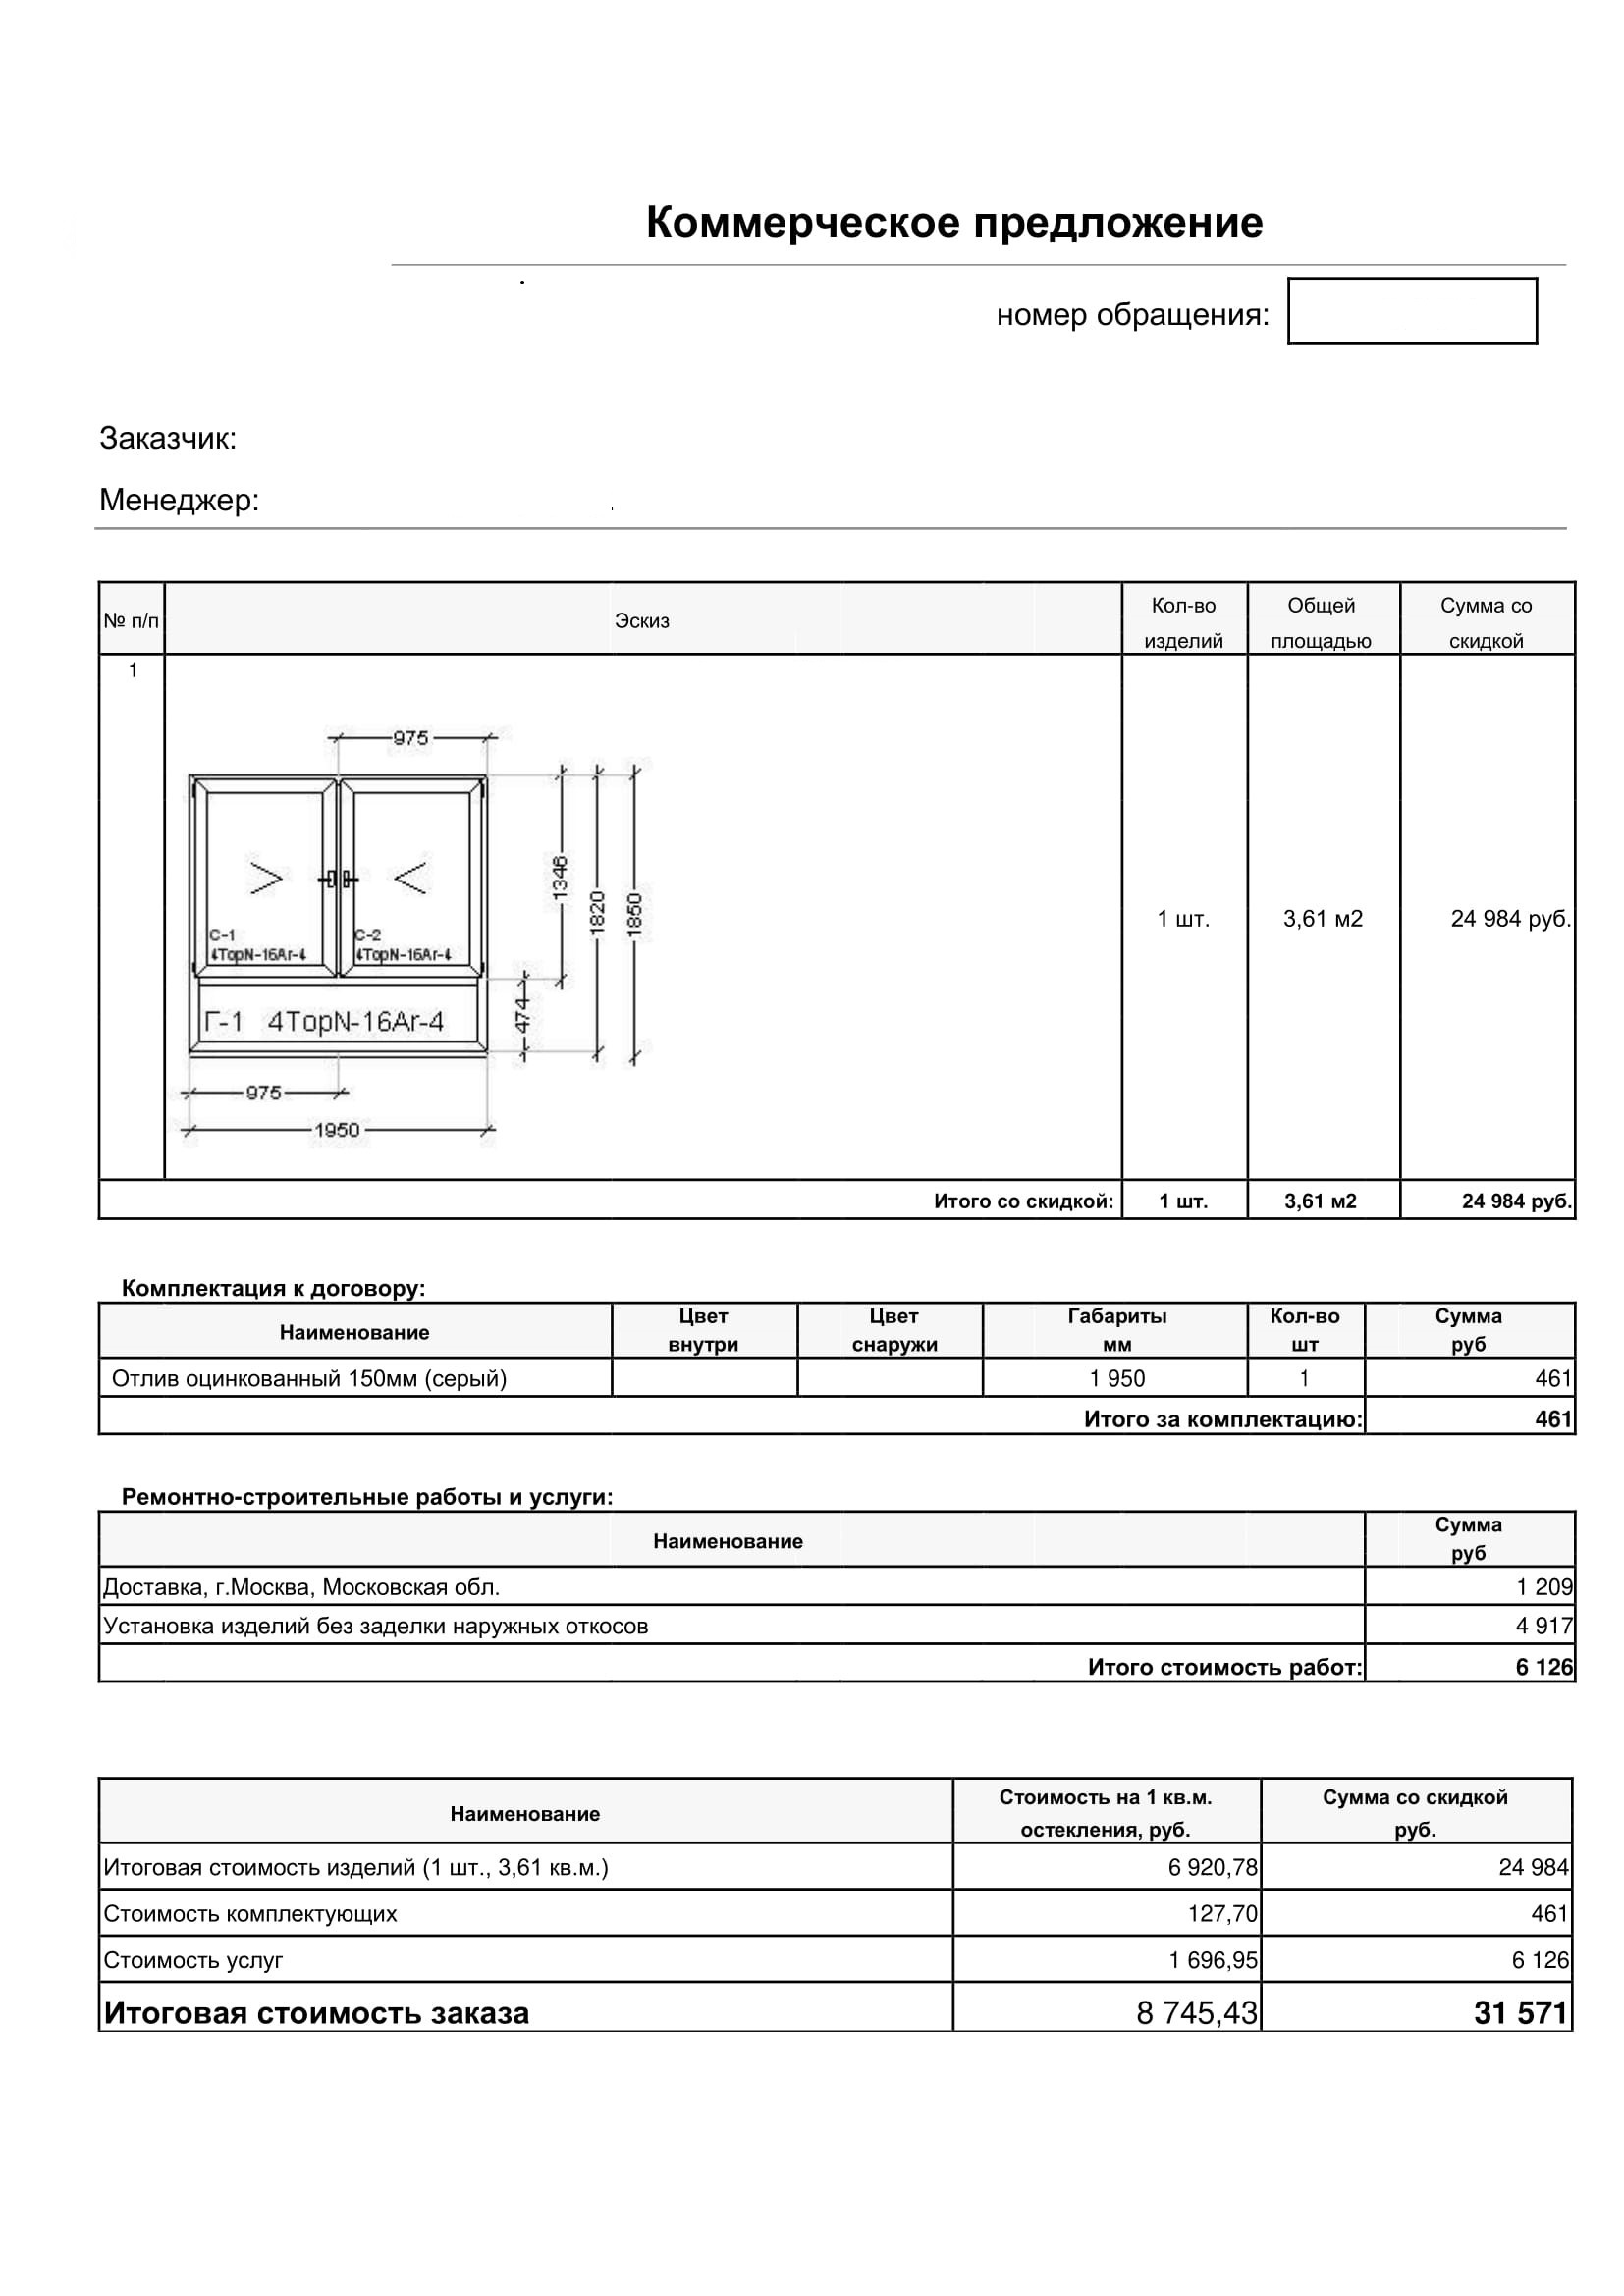 Коммерческое предложение
номер обращения:
Заказчик:
Менеджер:
№ п/п Эскиз Кол-во изделий Общей площадью Сумма со скидкой
1
975
1346
1820
1850
С-1 С-2
4TopN-16Ar-4 4TopN-16Ar-4
1 шт. 3,61 м2 24 984 руб.
474
Г-1 4TopN-16Ar-4
975
1950
Итого со скидкой: 1 шт. 3,61 м2 24 984 руб.
Комплектация к договору:
Наименование Цвет внутри Цвет снаружи Габариты мм Кол-во шт Сумма руб
Отлив оцинкованный 150мм (серый) 1 950 1 461
Итого за комплектацию: 461
Ремонтно-строительные работы и услуги:
Наименование Сумма руб
Доставка, г.Москва, Московская обл. 1 209
Установка изделий без заделки наружных откосов 4 917
Итого стоимость работ: 6 126
Наименование Стоимость на 1 кв.м. остекления, руб. Сумма со скидкой руб.
Итоговая стоимость изделий (1 шт., 3,61 кв.м.) 6 920,78 24 984
Стоимость комплектующих 127,70 461
Стоимость услуг 1 696,95 6 126
Итоговая стоимость заказа 8 745,43 31 571